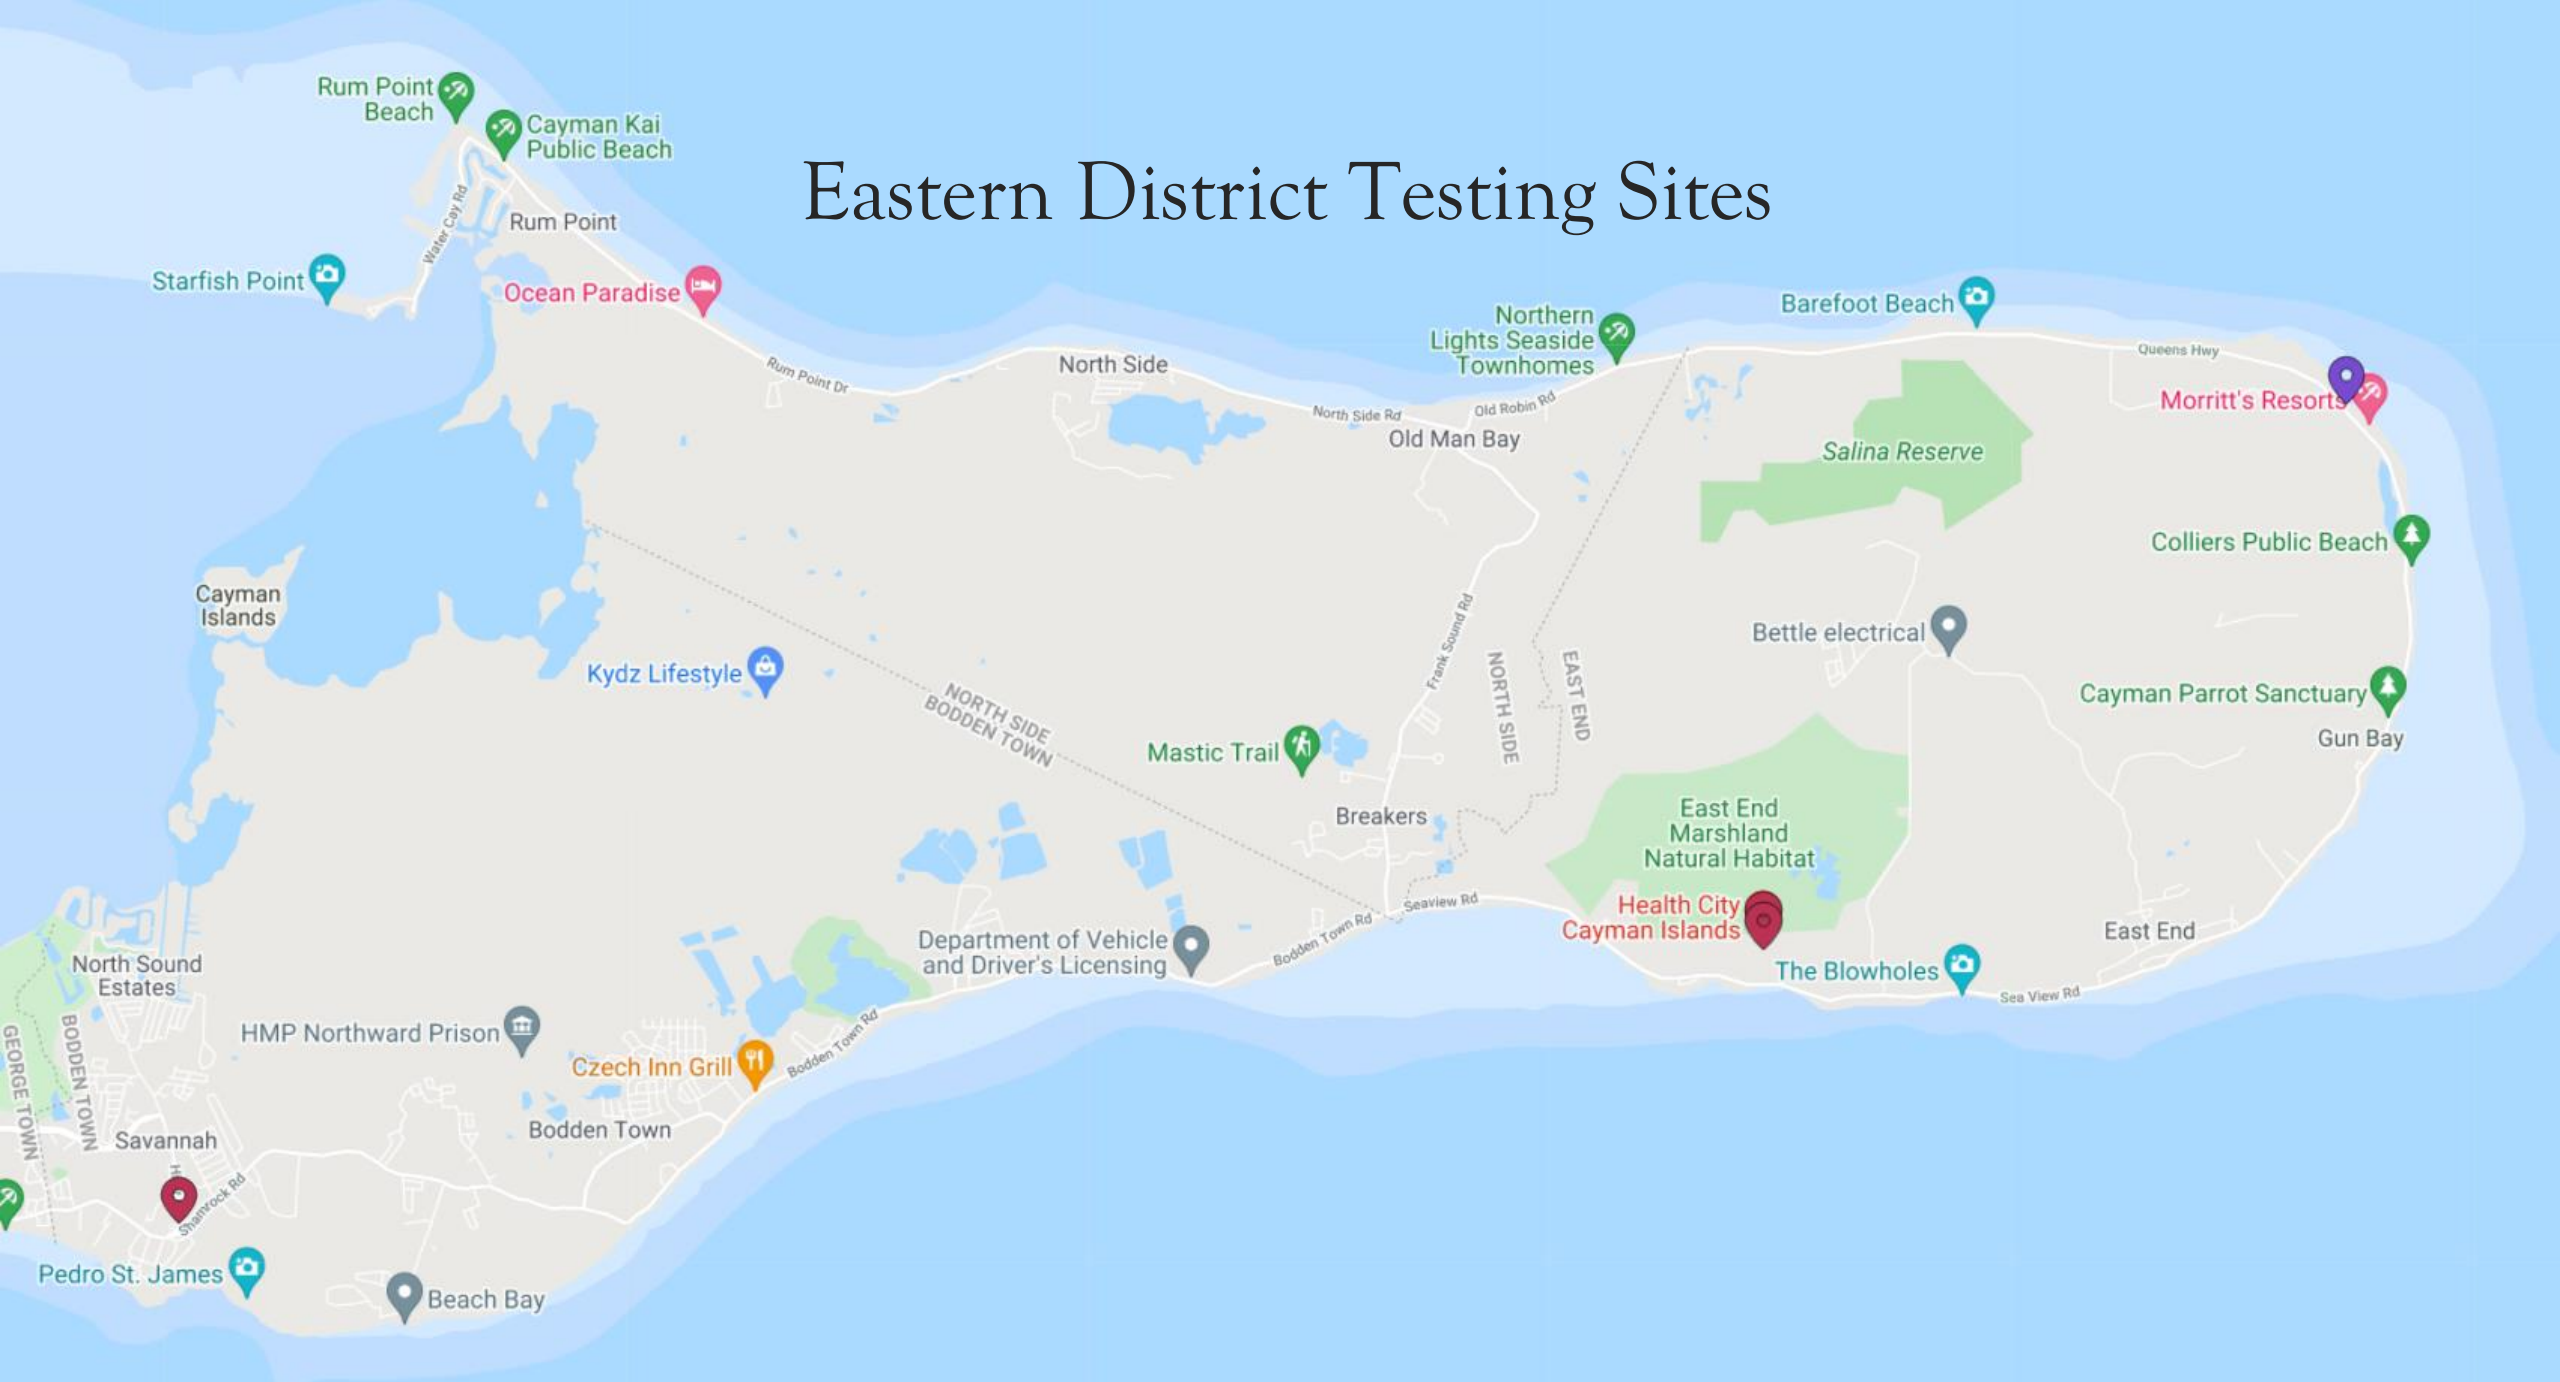 Eastern District Testing Sites
Rum Point
Beach
Cayman Kai
Public Beach
Water Cay Rd
Rum Point
Starfish Point
Ocean Paradise
Rum Point Dr
North Side
North Side Rd
Old Robin Rd
Old Man Bay
Northern
Lights Seaside
Townhomes
Barefoot Beach
Queens Hwy
Morritt's Resorts
Salina Reserve
Colliers Public Beach
Cayman
Islands
Bettle electrical
Frank Sound Rd
NORTH SIDE
EAST END
Kydz Lifestyle
NORTH SIDE
BODDEN TOWN
Cayman Parrot Sanctuary
Gun Bay
Mastic Trail
Breakers
East End
Marshland
Natural Habitat
Health City
Cayman Islands
Seaview Rd
Bodden Town Rd
Department of Vehicle
and Driver's Licensing
East End
The Blowholes
Sea View Rd
North Sound
Estates
HMP Northward Prison
Czech Inn Grill
Bodden Town Rd
GEORGE TOWN
BODDEN TOWN
Bodden Town
Savannah
Shamrock Rd
Pedro St. James
Beach Bay